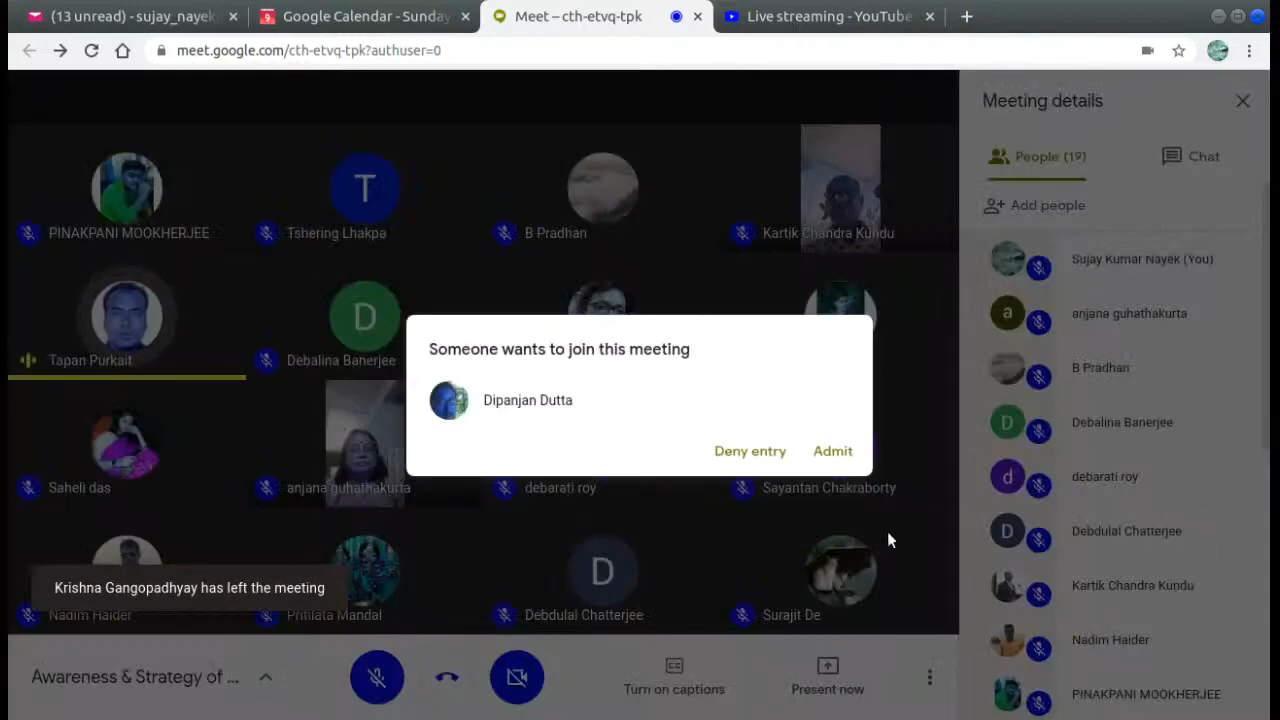 (13 unread) - sujay_nayek
Google Calendar - Sunday
Meet – cth-etvq-tpk
Live streaming - YouTube
meet.google.com/cth-etvq-tpk?authuser=0
Meeting details
People (19)
Chat
Add people
PINAKPANI MOOKHERJEE
T
Tshering Lhakpa
B Pradhan
Kartik Chandra Kundu
Tapan Purkait
D
Debalina Banerjee
Someone wants to join this meeting
Dipanjan Dutta
Deny entry
Admit
Saheli das
anjana guhathakurta
debarati roy
Sayantan Chakraborty
Krishna Gangopadhyay has left the meeting
Nadim Haider
Pritilata Mandal
D
Debdulal Chatterjee
Surajit De
Sujay Kumar Nayek (You)
a
anjana guhathakurta
B Pradhan
D
Debalina Banerjee
d
debarati roy
D
Debdulal Chatterjee
Kartik Chandra Kundu
Nadim Haider
PINAKPANI MOOKHERJEE
Awareness & Strategy of ...
CC
Turn on captions
Present now